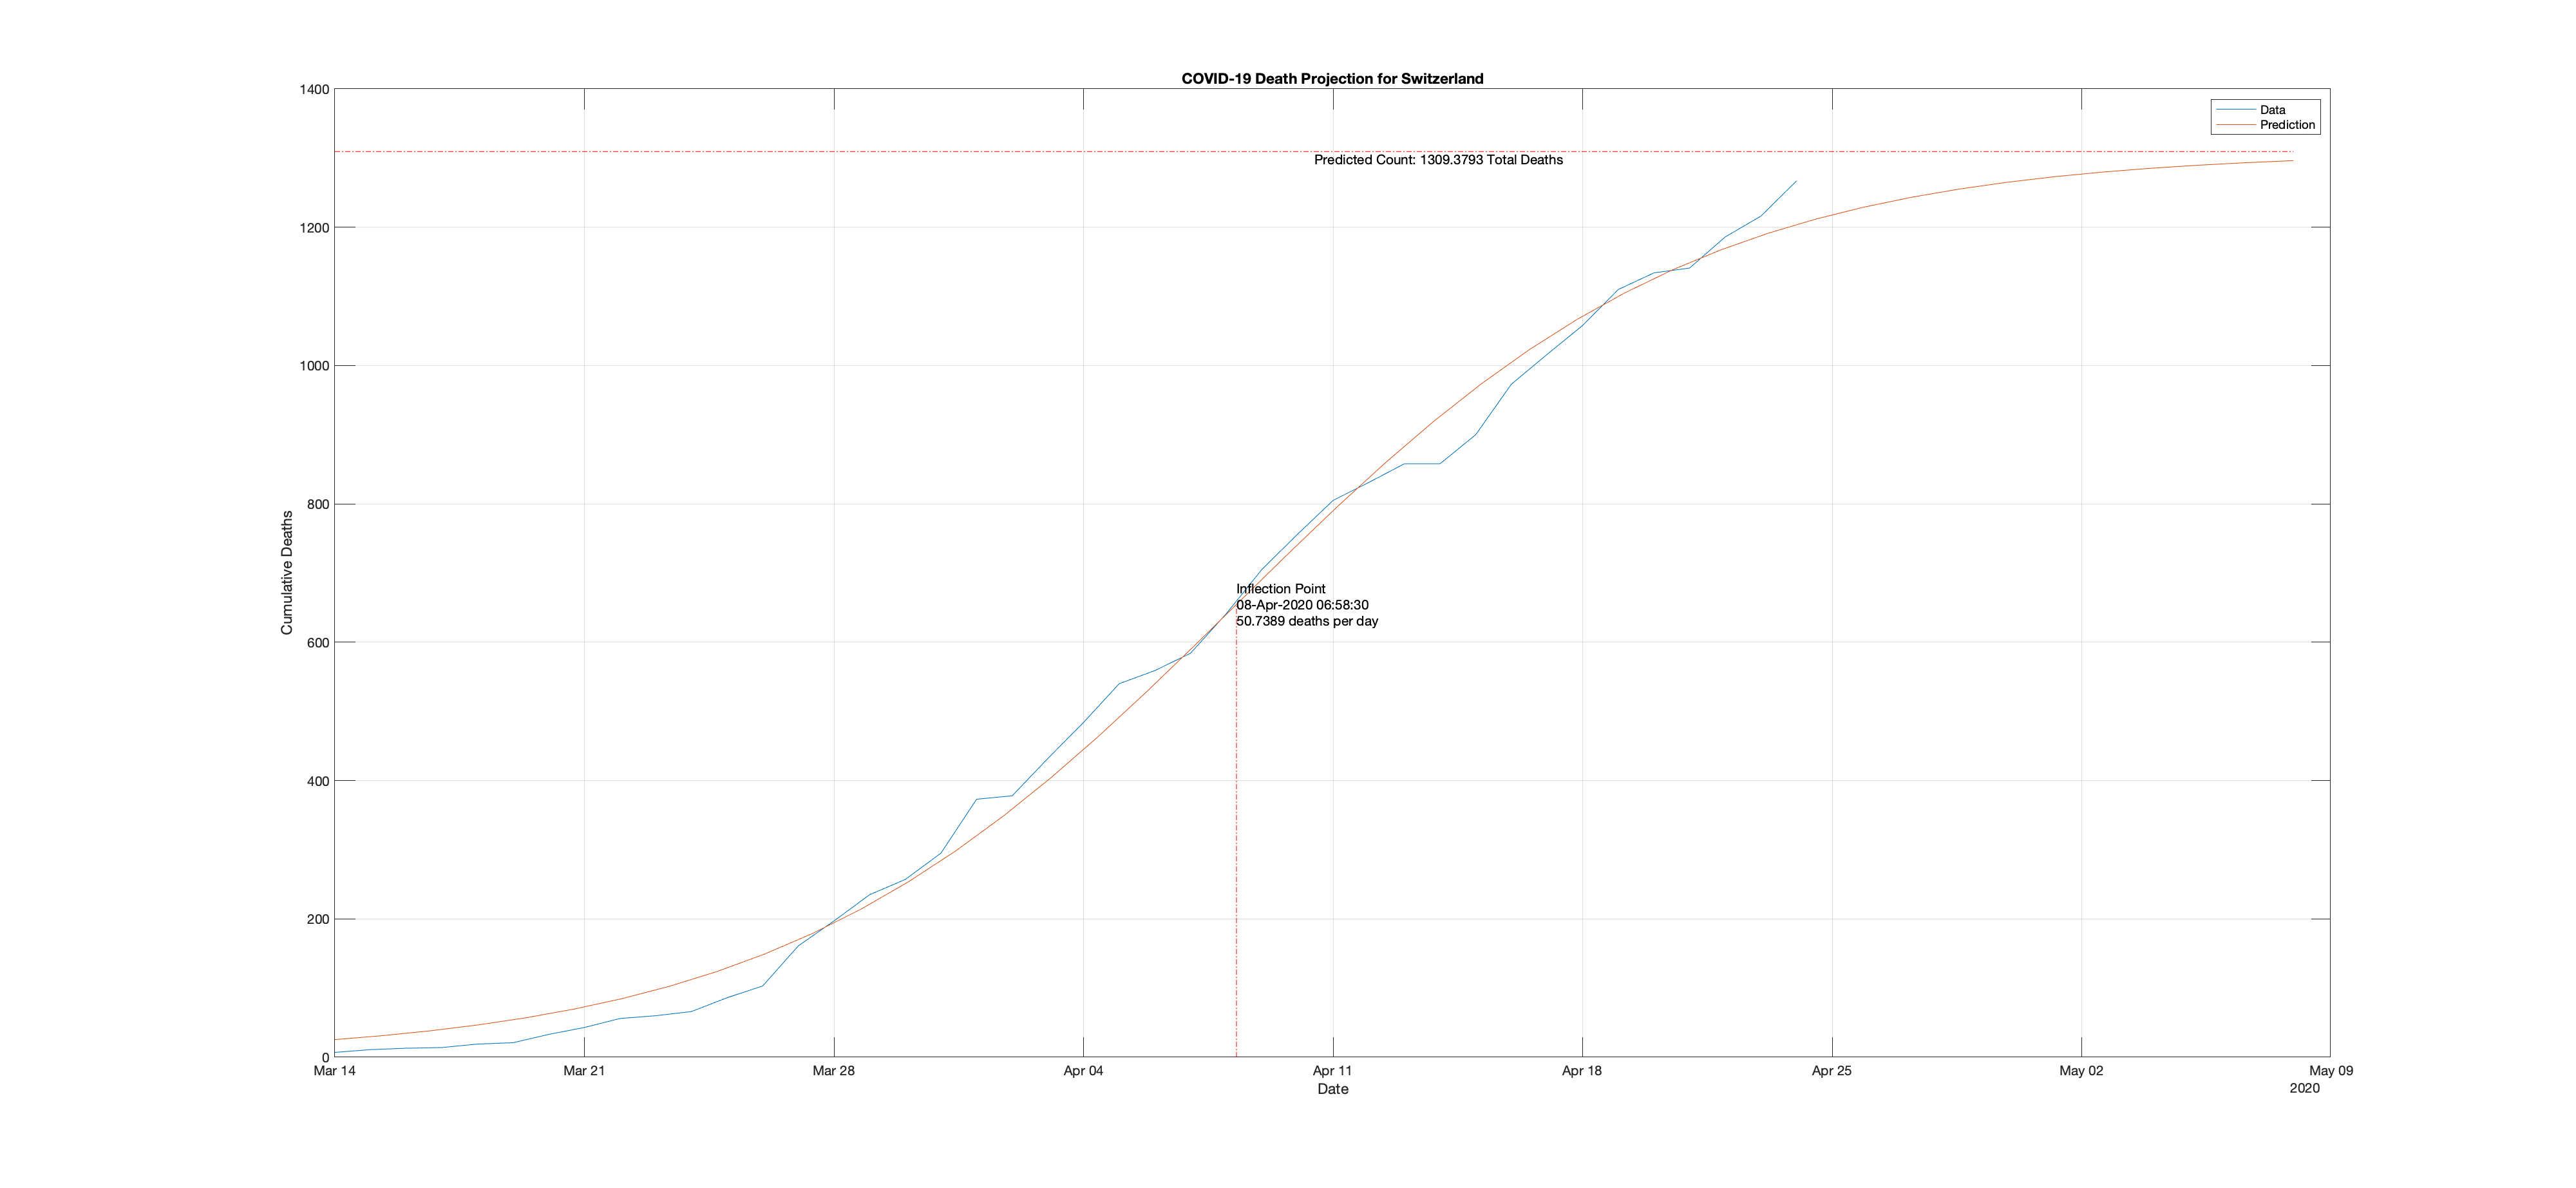 COVID-19 Death Projection for Switzerland
1400
1200
1000
800
600
400
200
0
Cumulative Deaths
Data
Prediction
Predicted Count: 1309.3793 Total Deaths
Inflection Point
08-Apr-2020 06:58:30
50.7389 deaths per day
Mar 14
Mar 21
Mar 28
Apr 04
Apr 11
Apr 18
Apr 25
May 02
May 09
Date
2020